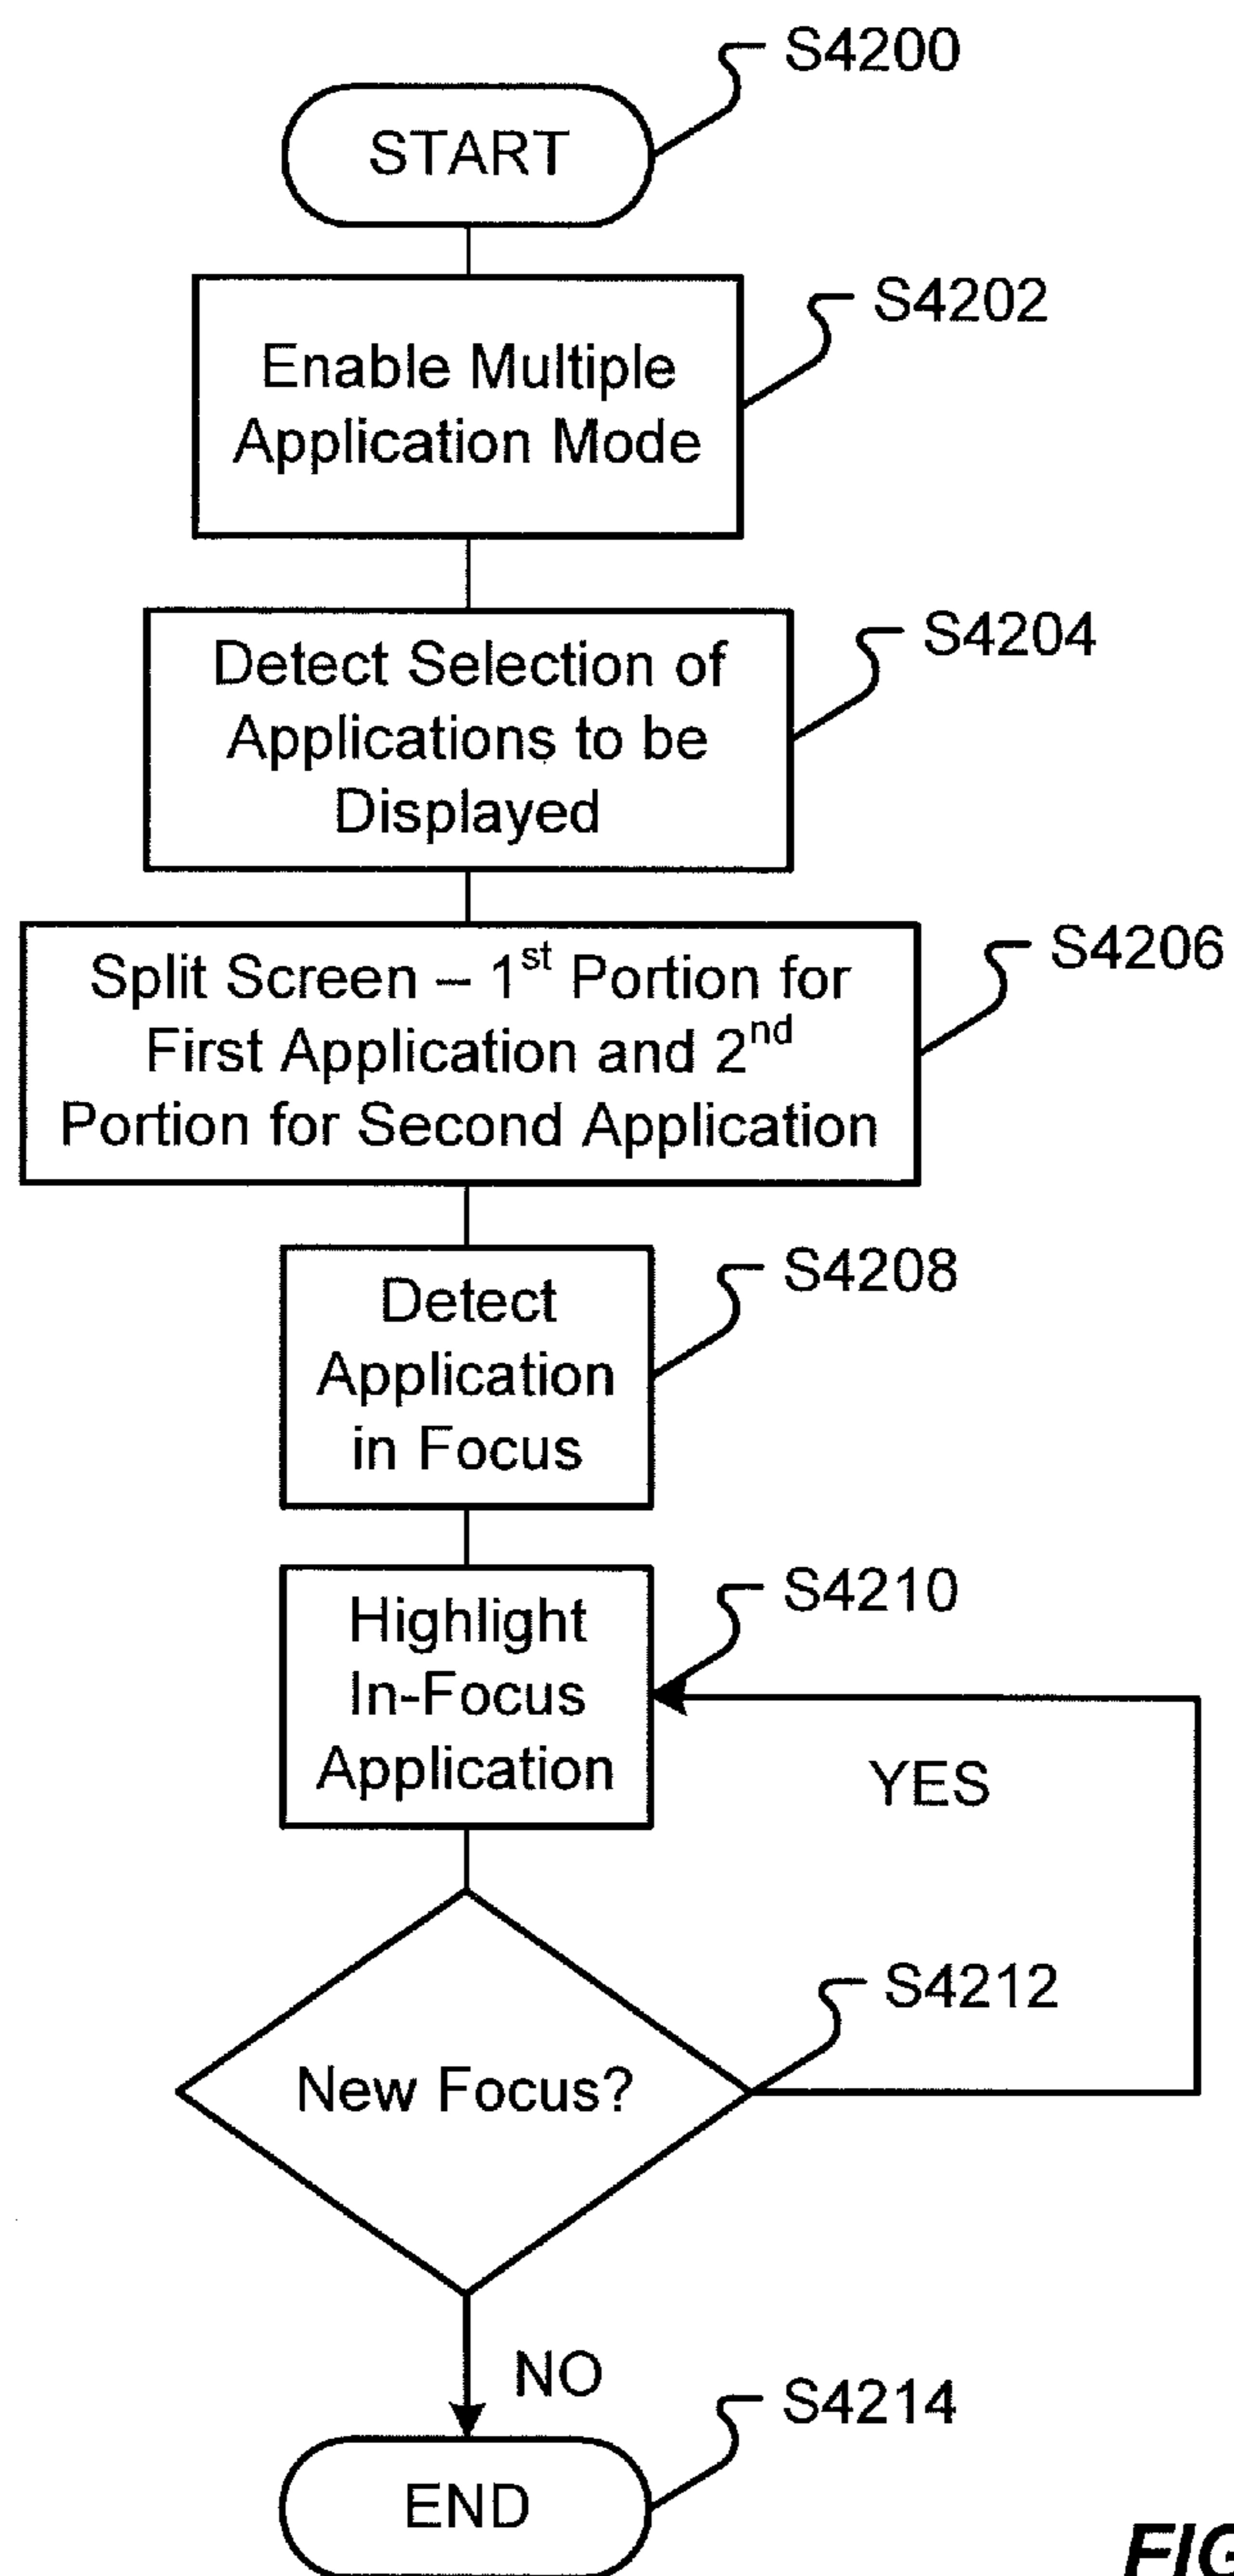 S4200
START
S4202
Enable Multiple
Application Mode
S4204
Detect Selection of
Applications to be
Displayed
S4206
Split Screen – 1st Portion for
First Application and 2nd
Portion for Second Application
S4208
Detect
Application
in Focus
S4210
Highlight
In-Focus
Application
YES
S4212
New Focus?
NO
S4214
END
FIG